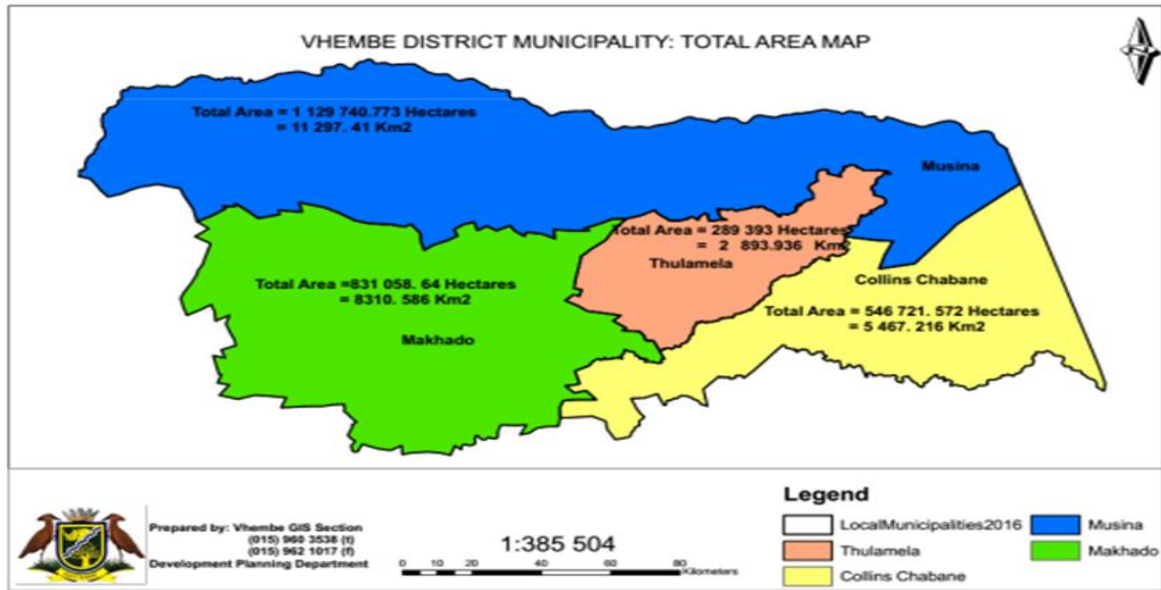 VHEMBE DISTRICT MUNICIPALITY: TOTAL AREA MAP
N
Total Area = 1 129 740.773 Hectares
= 11 297. 41 Km2
Musina
Total Area = 289 393 Hectares
= 2 893.936 Km2
Thulamela
Total Area =831 058. 64 Hectares
= 8310. 586 Km2
Makhado
Collins Chabane
Total Area = 546 721. 572 Hectares
= 5 467. 216 Km2
Prepared by: Vhembe GIS Section
(015) 960 3538 (t)
(015) 962 1017 (f)
Development Planning Department
1:385 504
0 5 10 20 40 60 80
Kilometers
Legend
LocalMunicipalities2016
Thulamela
Collins Chabane
Musina
Makhado